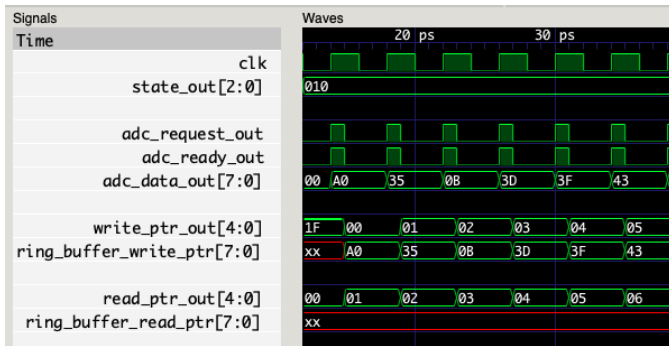 Signals Waves
Time 20 ps 30 ps
clk
state_out[2:0] 010
adc_request_out
adc_ready_out
adc_data_out[7:0] 00 A0 35 0B 3D 3F 43
write_ptr_out[4:0] 1F 00 01 02 03 04 05
ring_buffer_write_ptr[7:0] xx A0 35 0B 3D 3F 43
read_ptr_out[4:0] 00 01 02 03 04 05 06
ring_buffer_read_ptr[7:0] xx